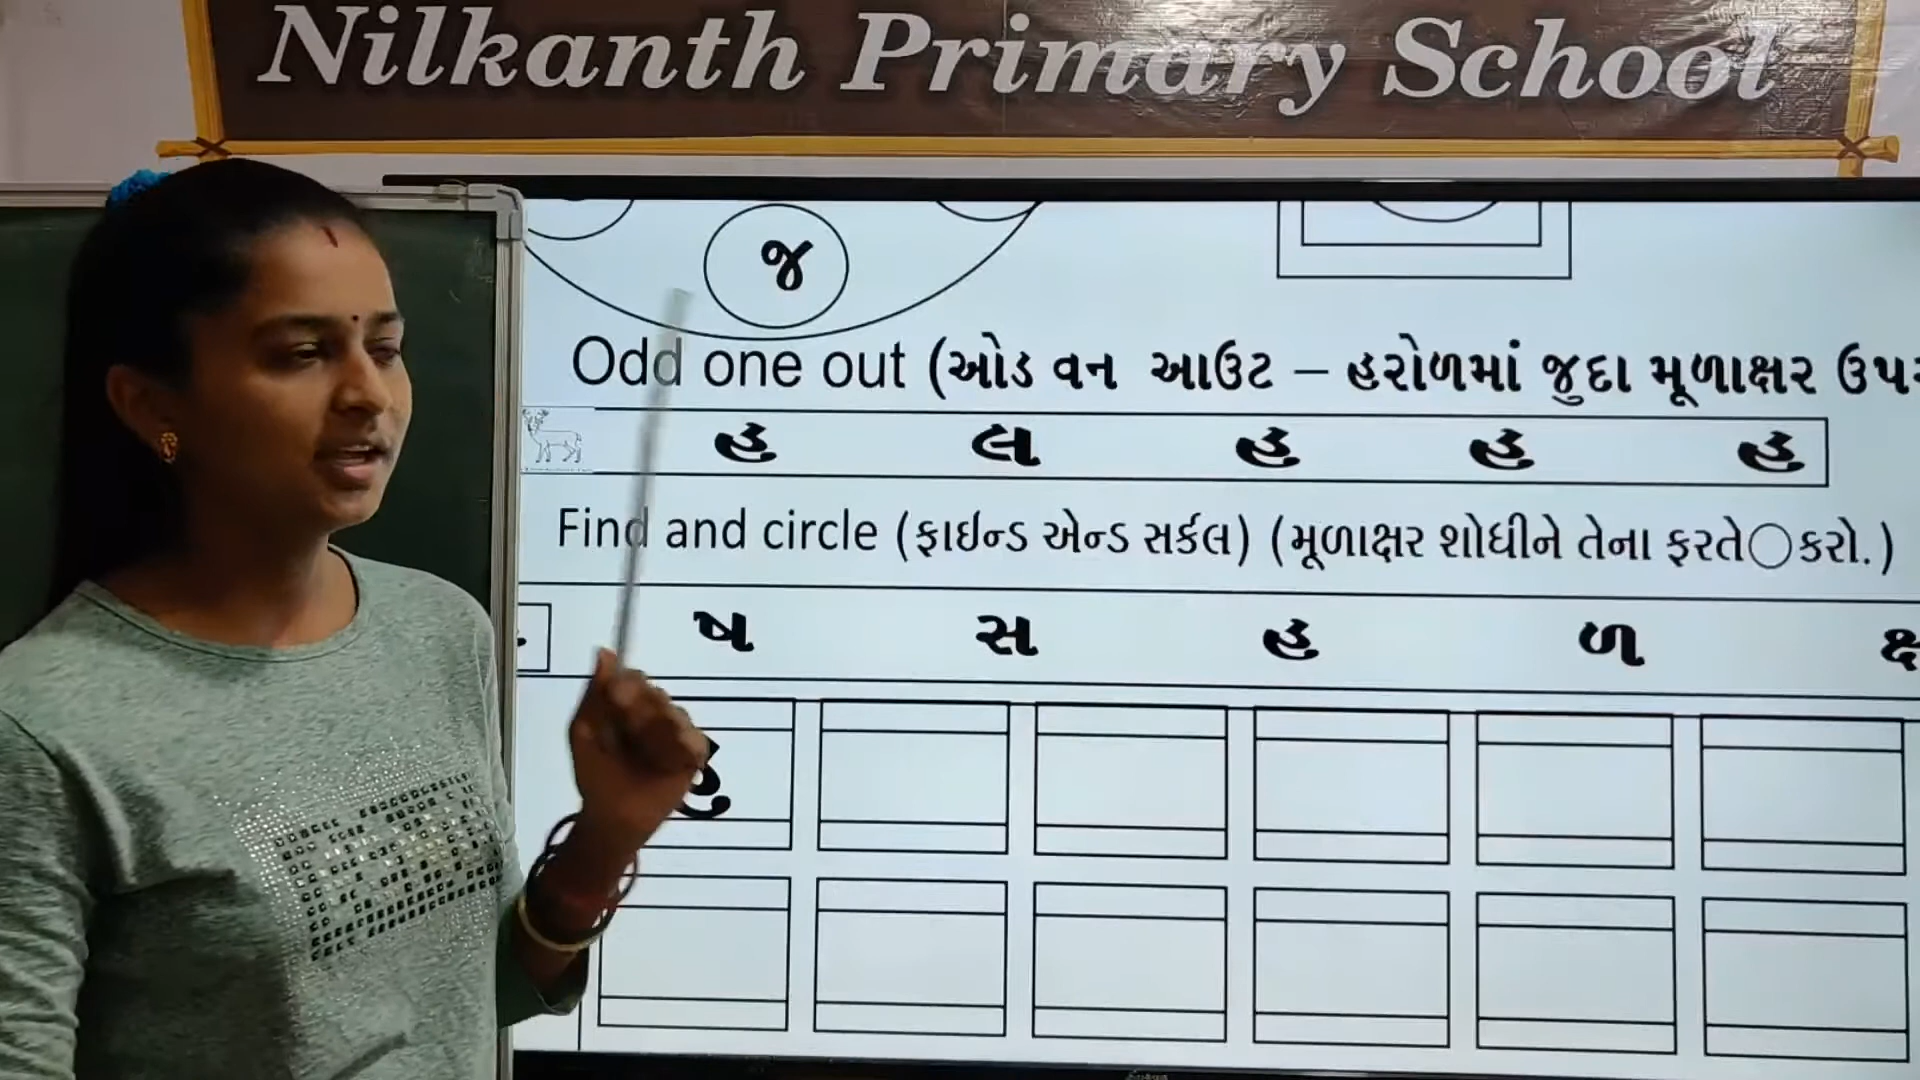 Nilkanth Primary School
જ
Odd one out (ઓડ વન આઉટ – હરોળમાં જુદા મૂળાક્ષર
હ લ હ હ હ
Find and circle (ફાઇન્ડ એન્ડ સર્કલ) (મૂળાક્ષર શોધીને તેના ફરતે◯કરો.)
ષ સ હ ળ ક્ષ